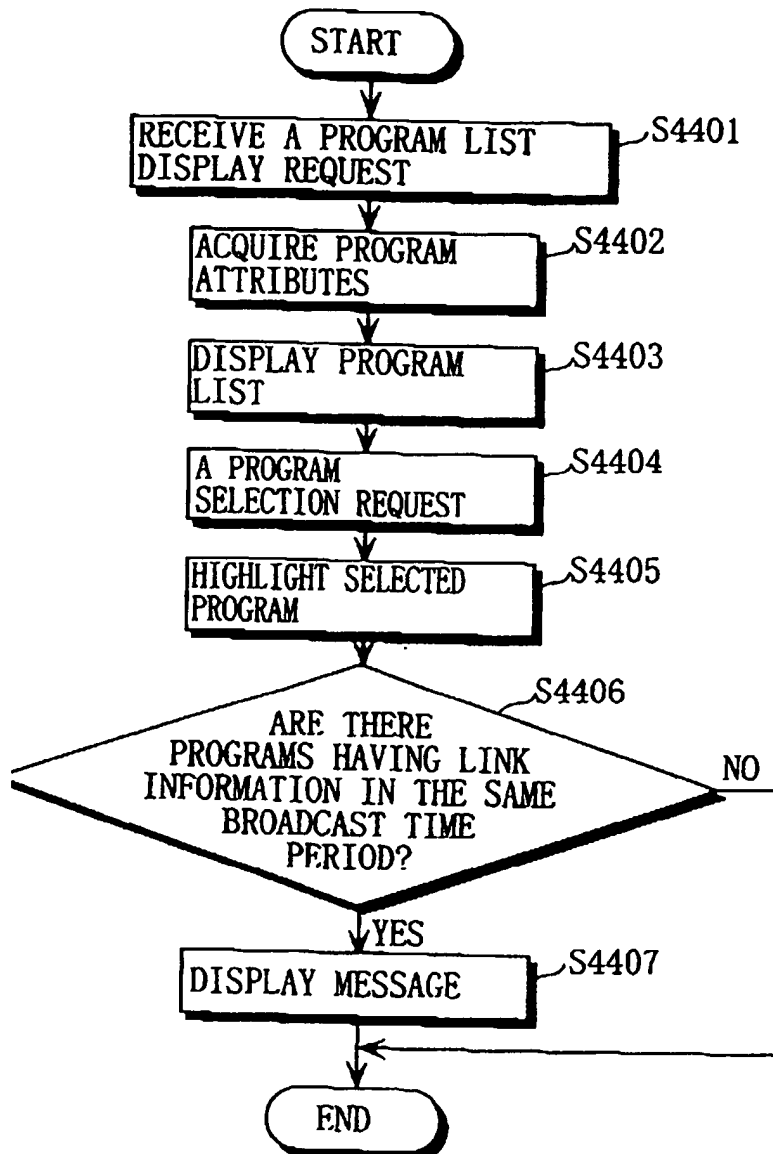 START
RECEIVE A PROGRAM LIST
DISPLAY REQUEST
S4401
ACQUIRE PROGRAM
ATTRIBUTES
S4402
DISPLAY PROGRAM
LIST
S4403
A PROGRAM
SELECTION REQUEST
S4404
HIGHLIGHT SELECTED
PROGRAM
S4405
S4406
ARE THERE
PROGRAMS HAVING LINK
INFORMATION IN THE SAME
BROADCAST TIME
PERIOD?
NO
YES
DISPLAY MESSAGE
S4407
END